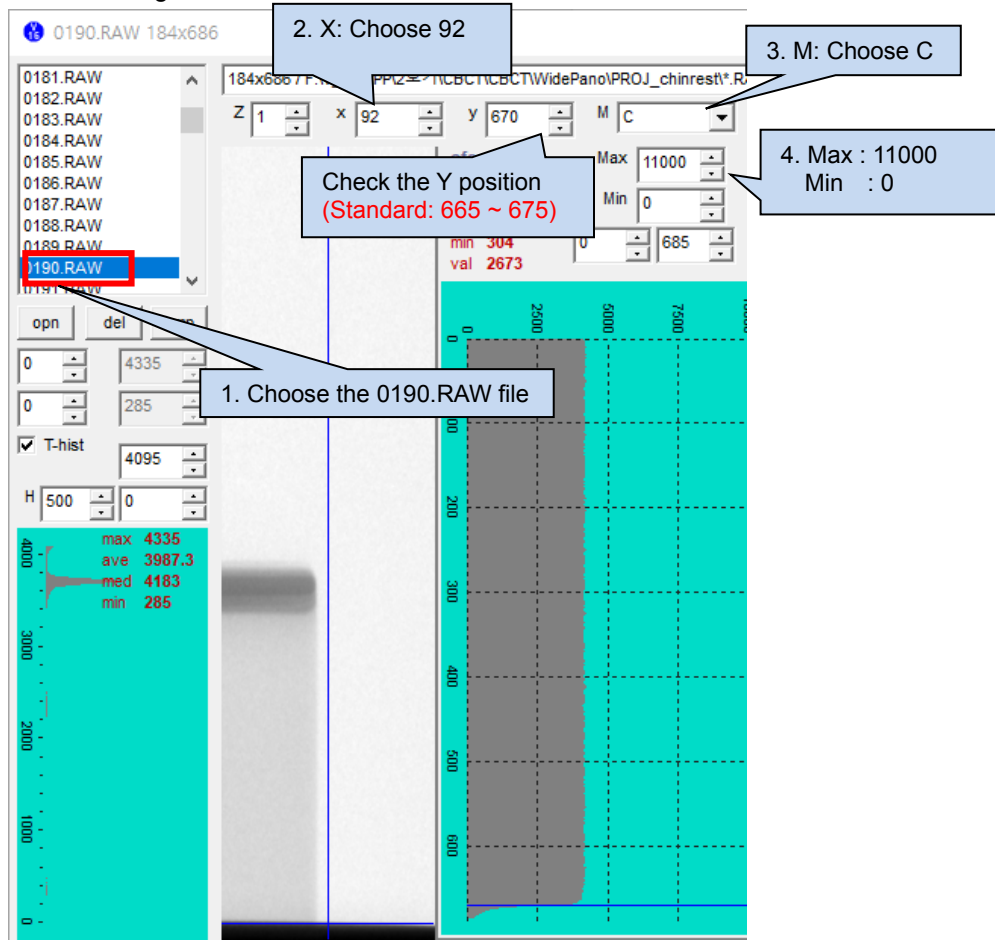 0190.RAW 184x686
2. X: Choose 92
3. M: Choose C
0181.RAW
0182.RAW
0183.RAW
0184.RAW
0185.RAW
0186.RAW
0187.RAW
0188.RAW
0189.RAW
0190.RAW
0191.RAW
Z 1 x 92 y 670 M C
Max 11000
Min 0
4. Max : 11000
Min : 0
Check the Y position
(Standard: 665 ~ 675)
min 304
val 2673
0 685
opn del
0 4335
0 285
1. Choose the 0190.RAW file
T-hist
4095
H 500 0
max 4335
ave 3987.3
med 4183
min 285
4000
3000
2000
1000
0
0 2500 5000 7500
0
200
300
400
500
600